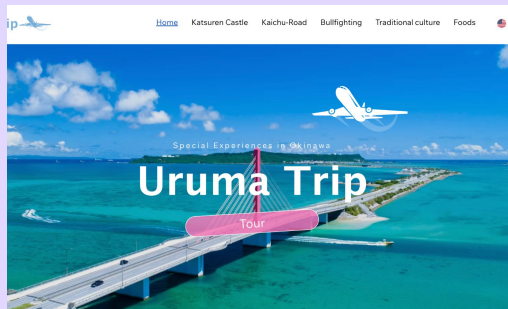 ip
Home Katsuren Castle Kaichu-Road Bullfighting Traditional culture Foods
Special Experiences in Okinawa
Uruma Trip
Tour